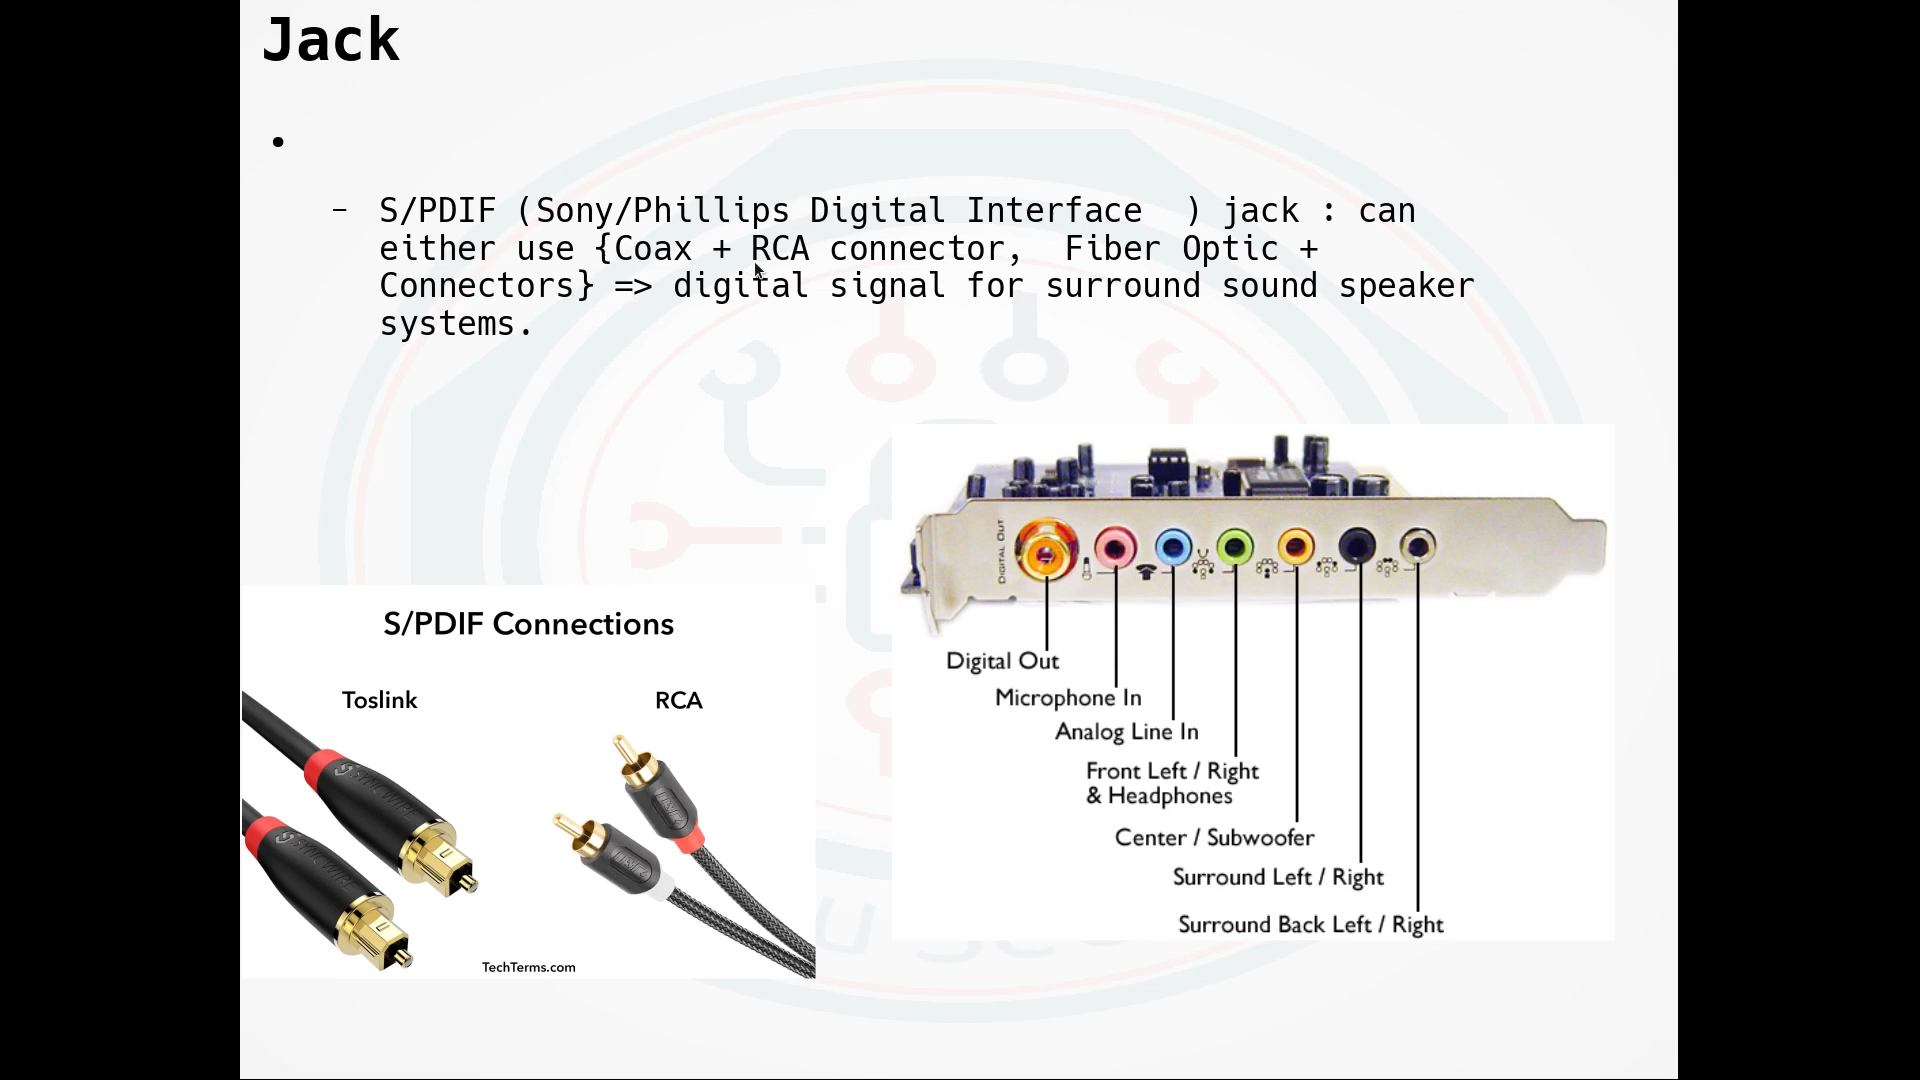 Jack
S/PDIF (Sony/Phillips Digital Interface  ) jack : can
either use {Coax + RCA connector,  Fiber Optic +
Connectors} => digital signal for surround sound speaker
systems.
S/PDIF Connections
Toslink
RCA
SYNCWIRE
SYNCWIRE
TechTerms.com
DIGITAL OUT
Digital Out
Microphone In
Analog Line In
Front Left / Right
& Headphones
Center / Subwoofer
Surround Left / Right
Surround Back Left / Right